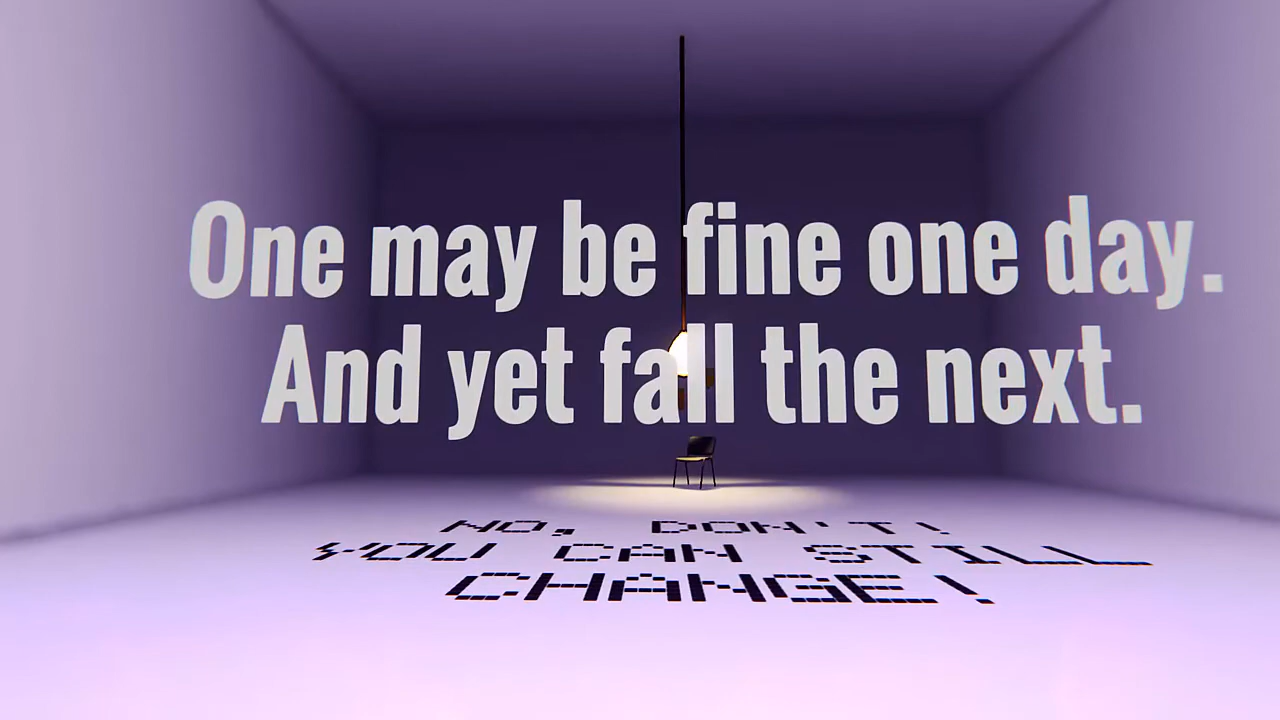 One may be fine one day.
And yet fall the next.
NO, DON'T!
YOU CAN STILL
CHANGE!